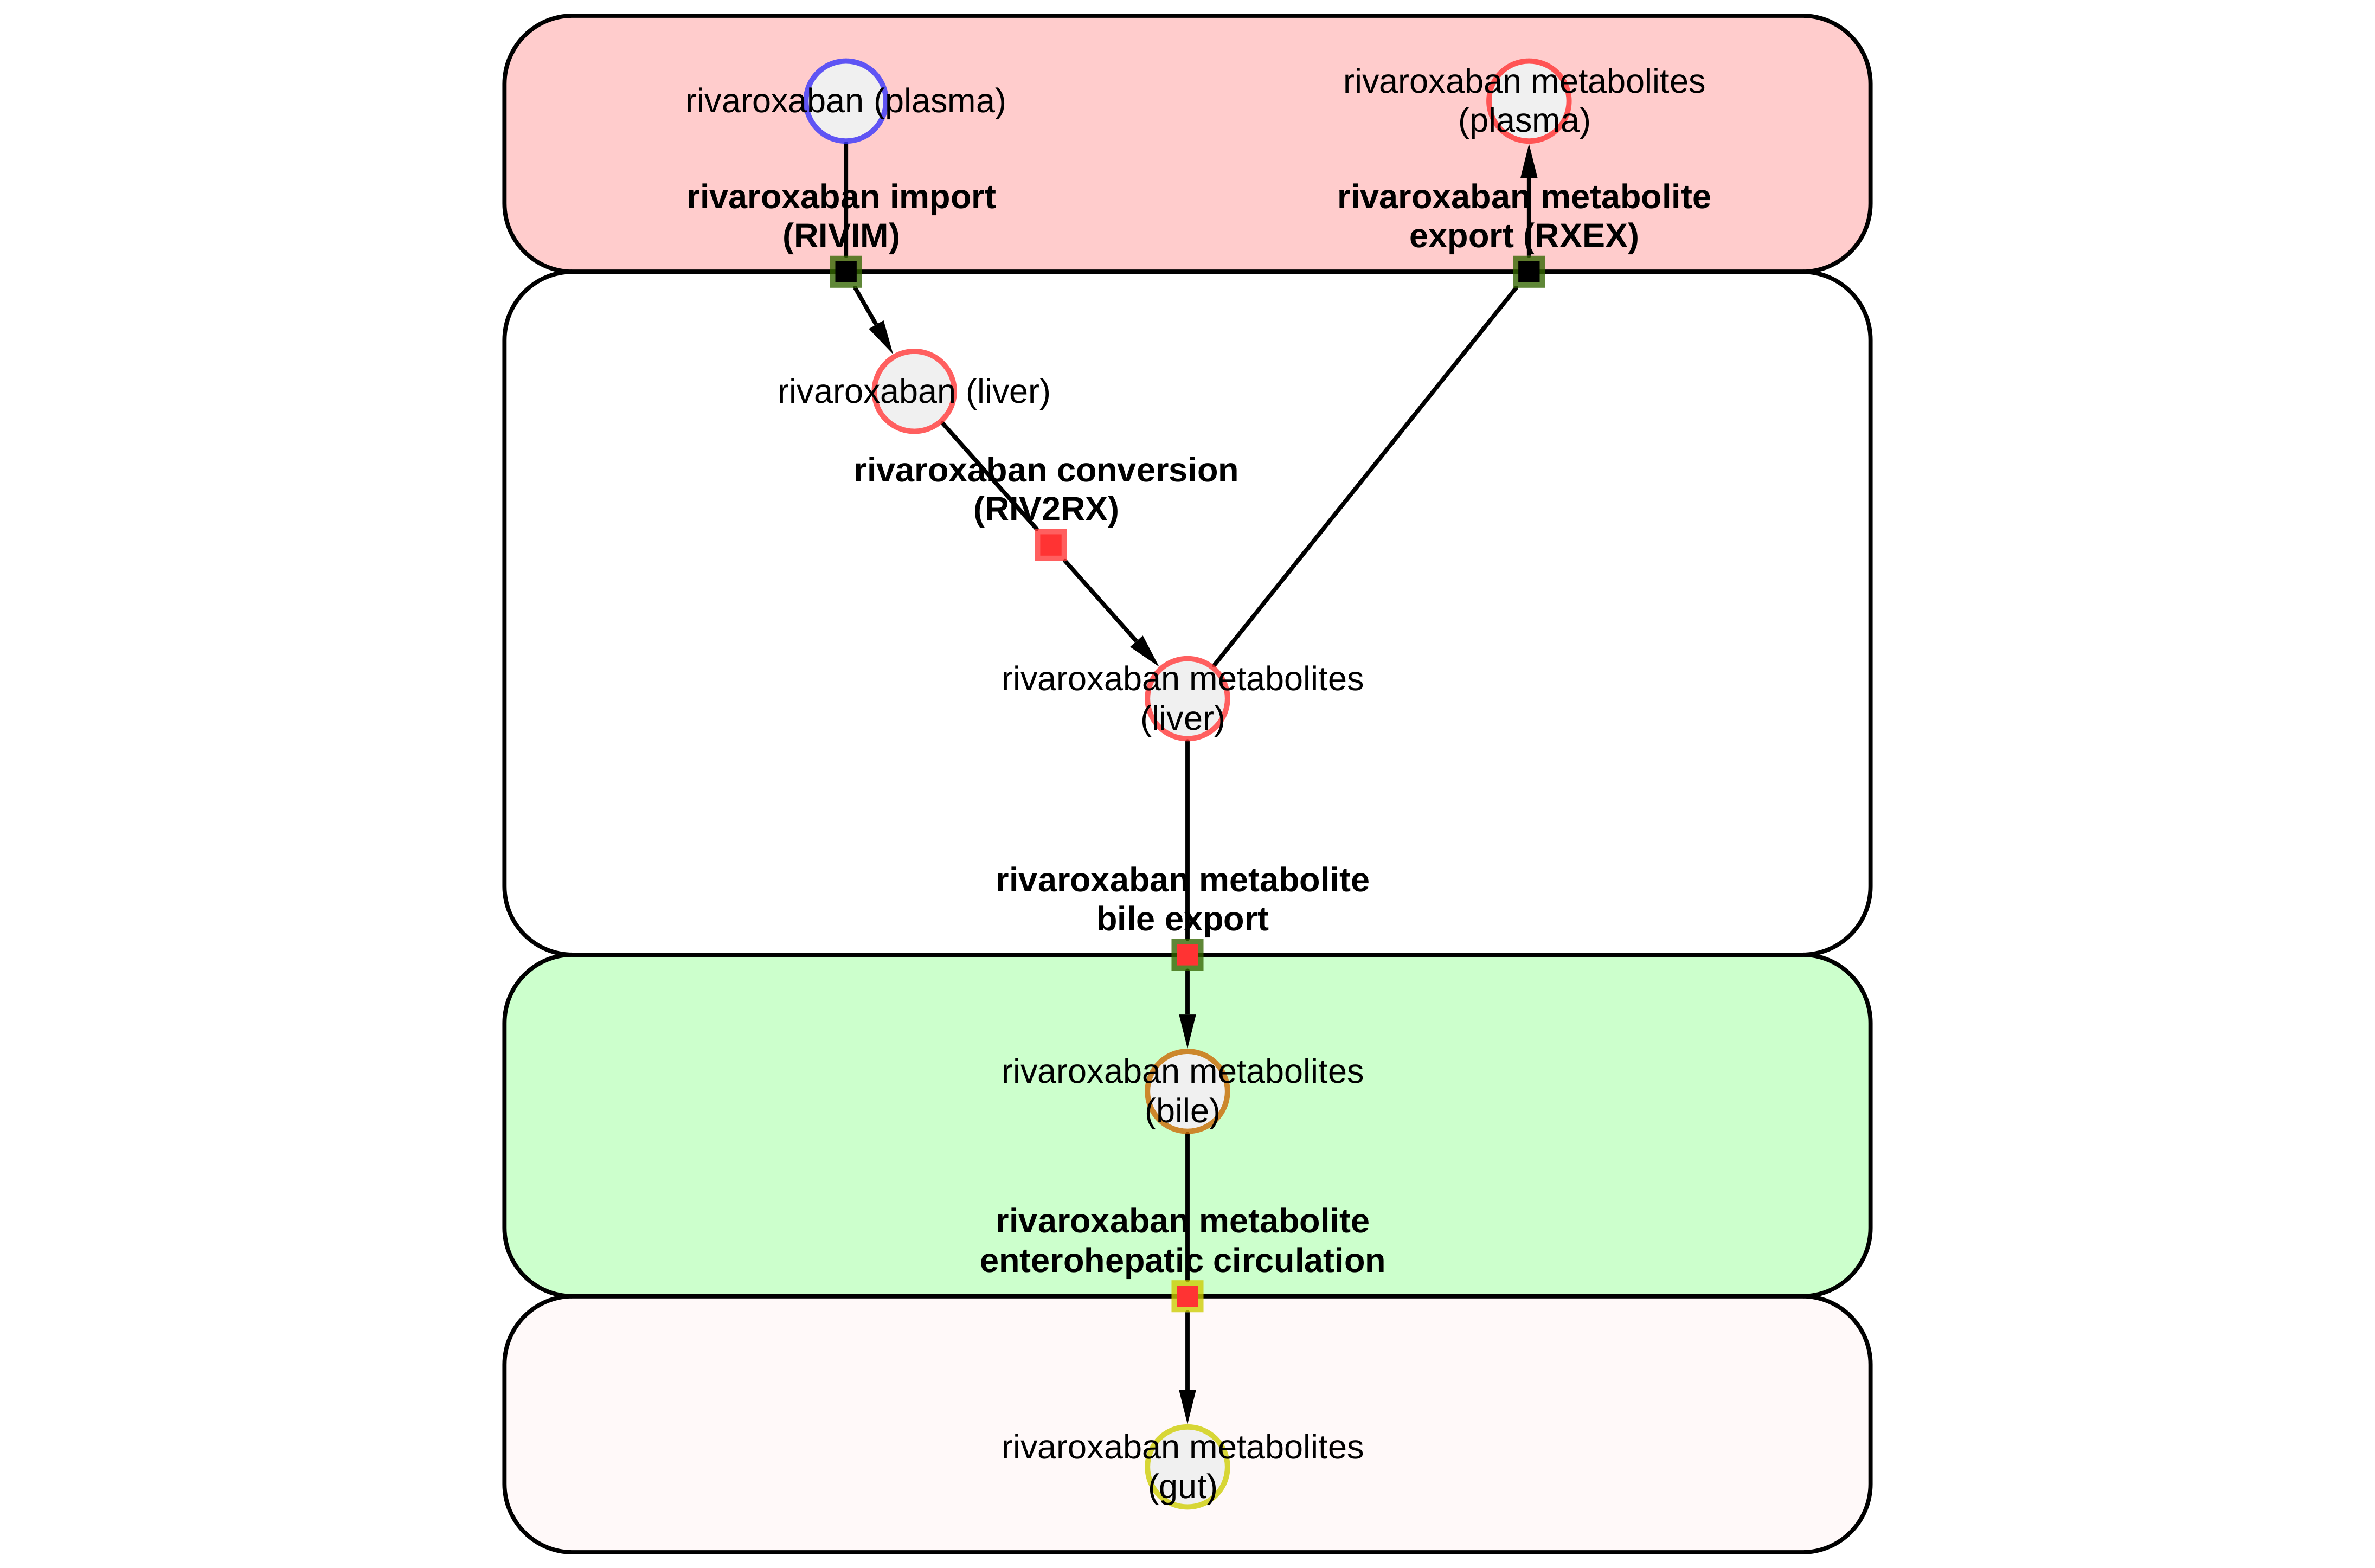 rivaroxaban (plasma)
rivaroxaban metabolites
(plasma)
rivaroxaban import
(RIVIM)
rivaroxaban metabolite
export (RXEX)
rivaroxaban (liver)
rivaroxaban conversion
(RIV2RX)
rivaroxaban metabolites
(liver)
rivaroxaban metabolite
bile export
rivaroxaban metabolites
(bile)
rivaroxaban metabolite
enterohepatic circulation
rivaroxaban metabolites
(gut)